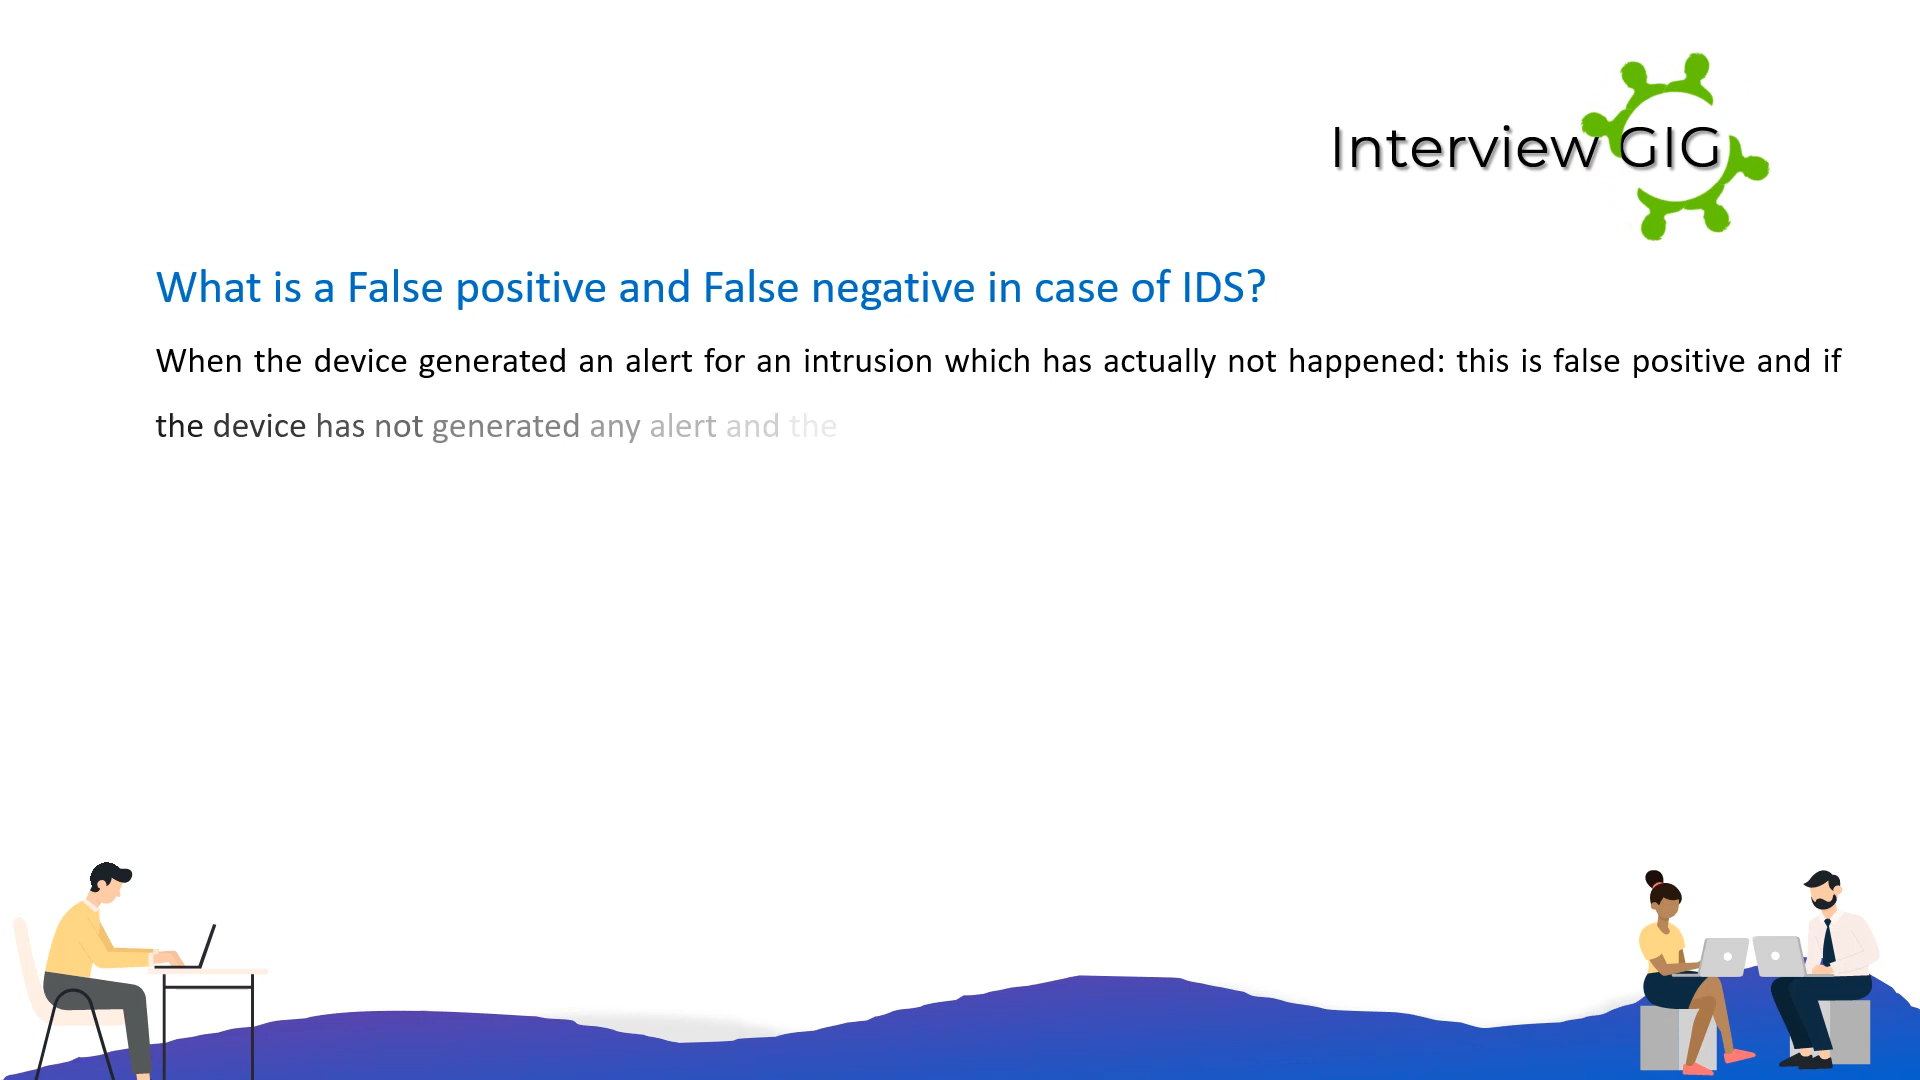 Interview GIG
What is a False positive and False negative in case of IDS?
When the device generated an alert for an intrusion which has actually not happened: this is false positive and if
the device has not generated any alert and the